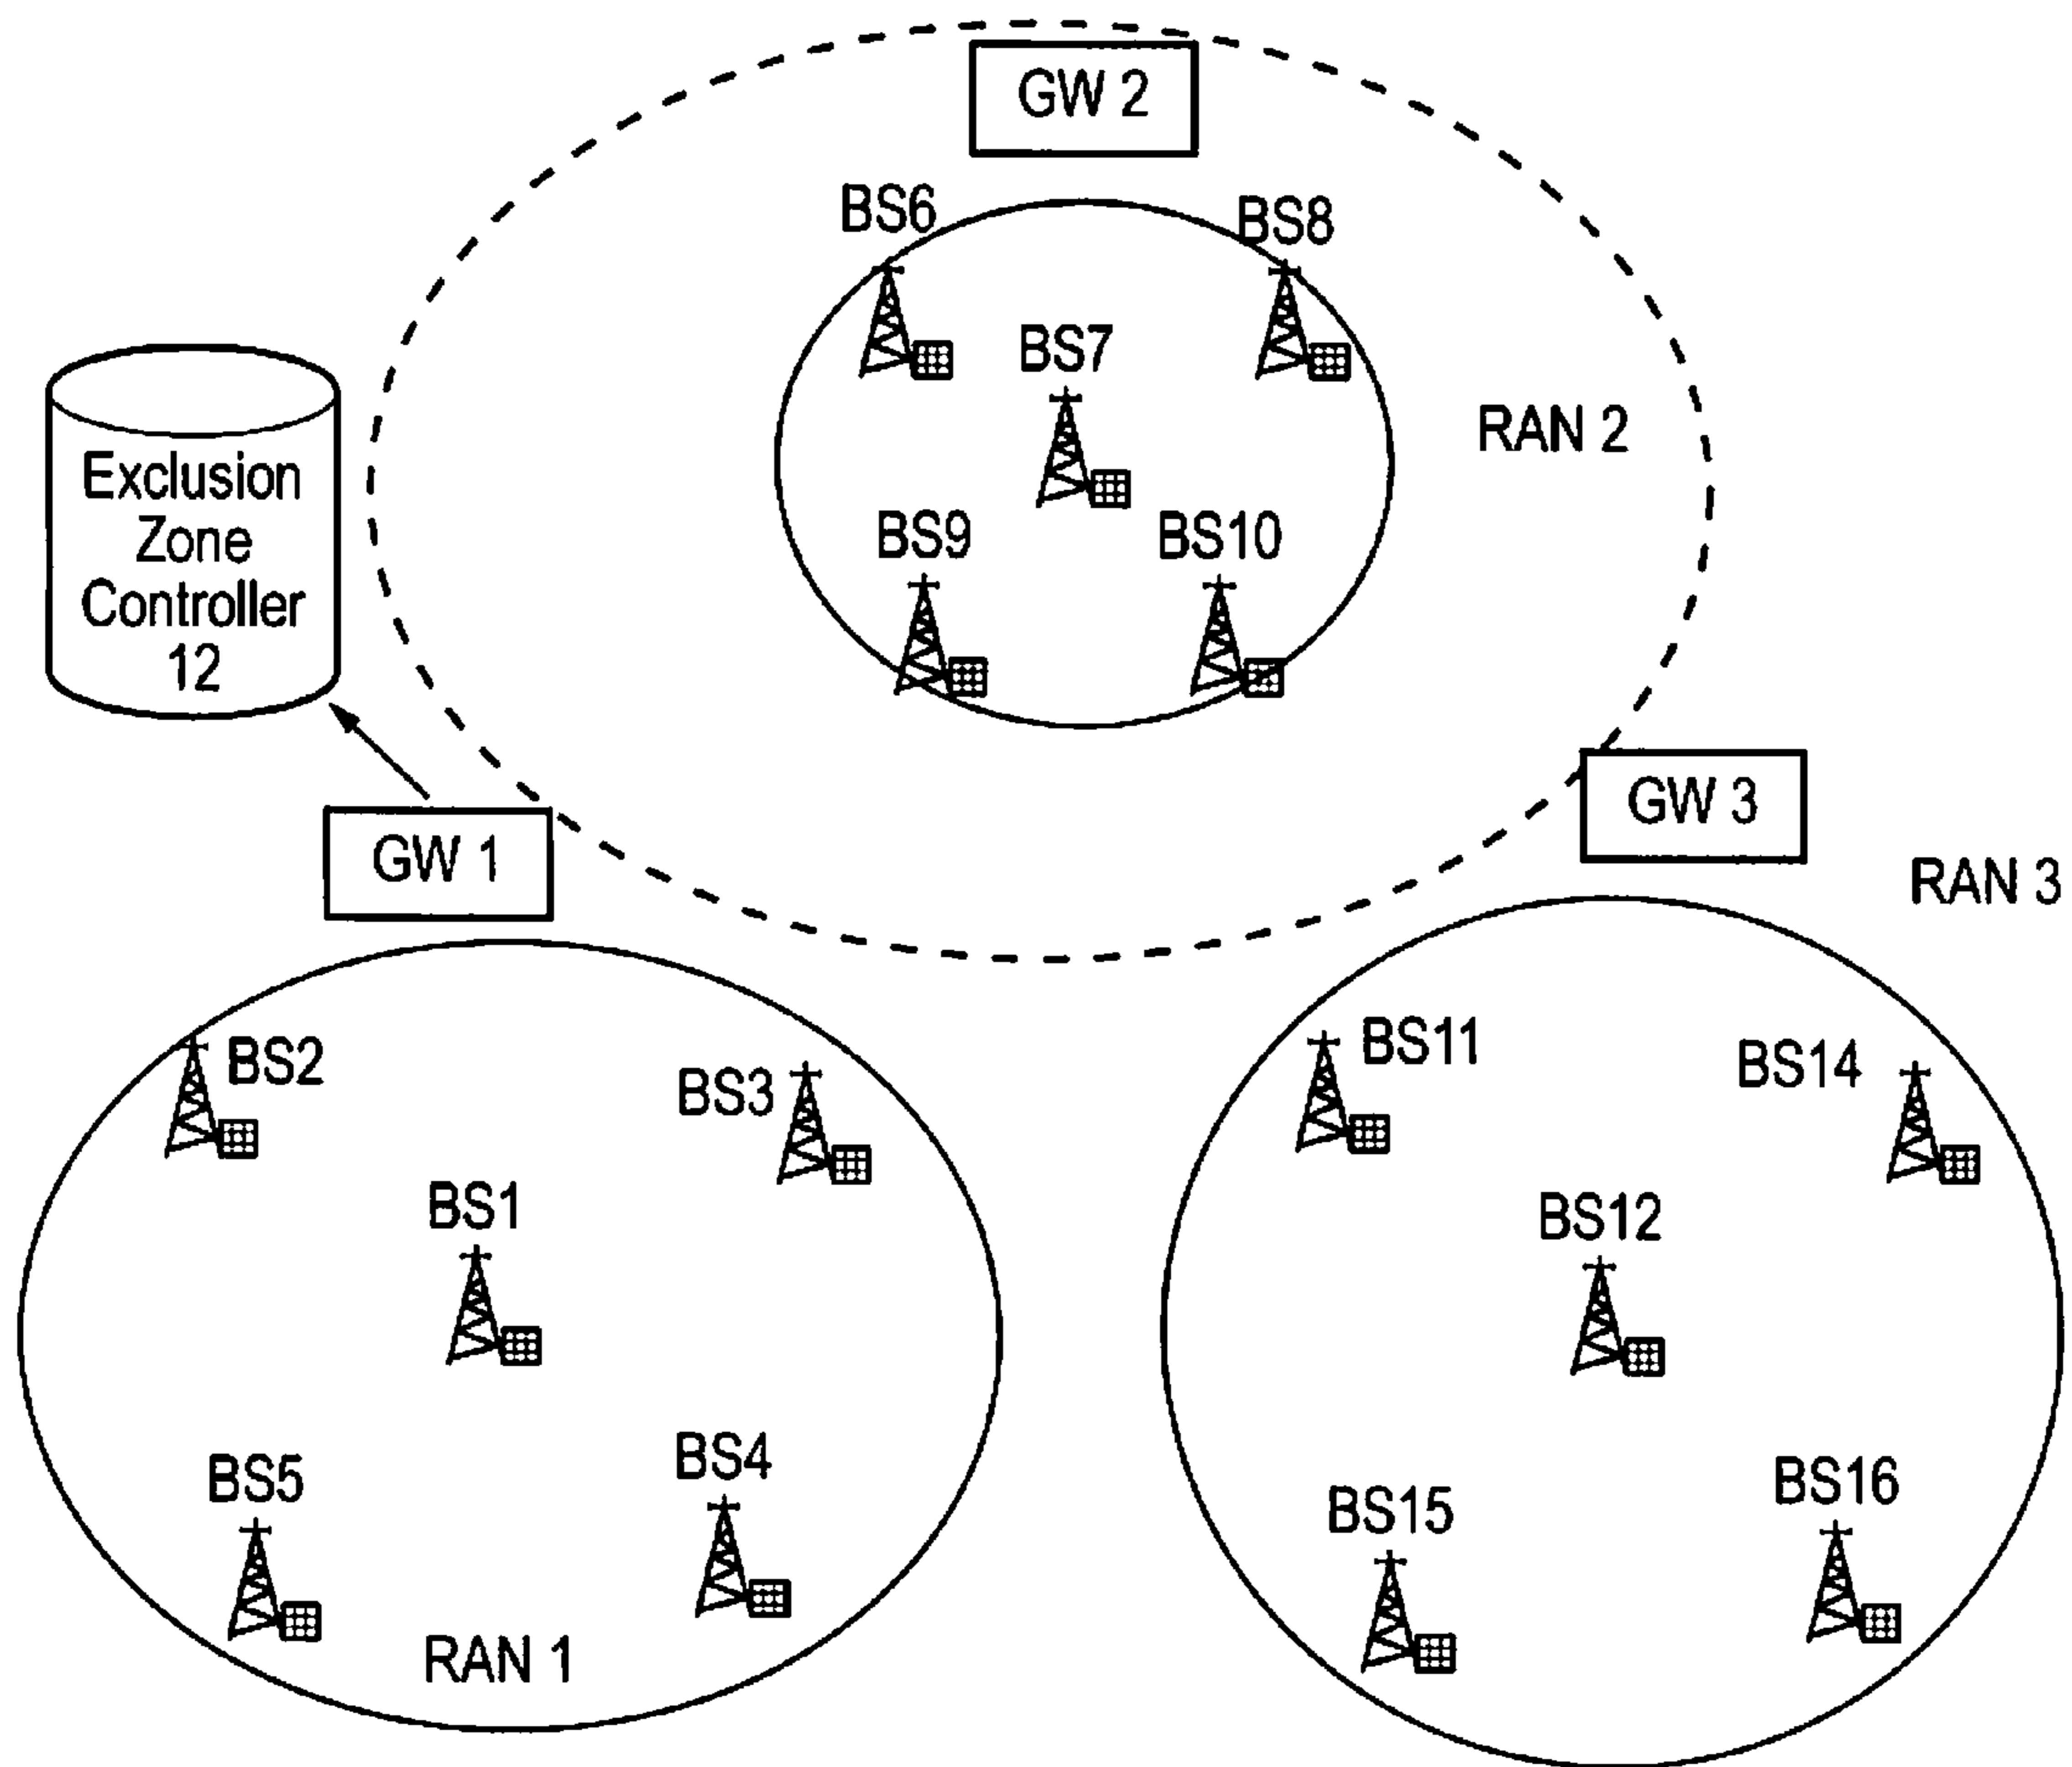 GW 2
BS6
BS8
BS7
RAN 2
Exclusion
Zone
Controller
12
BS9
BS10
GW 3
GW 1
RAN 3
BS2
BS3
BS11
BS14
BS1
BS12
BS5
BS4
BS15
BS16
RAN 1